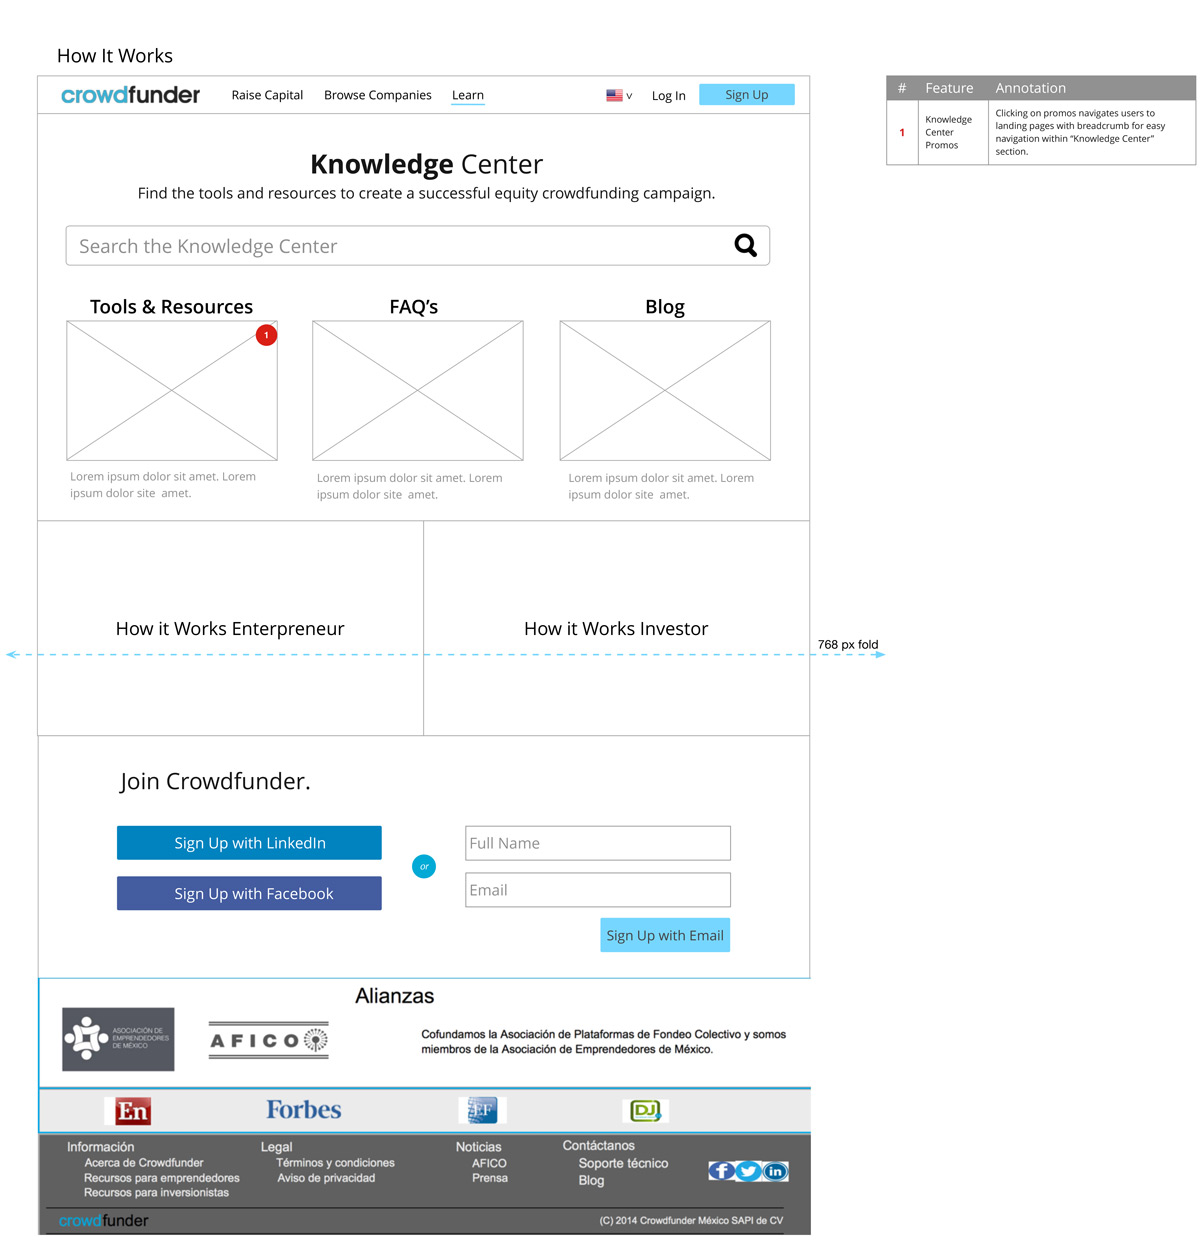 How It Works
crowdfunder Raise Capital Browse Companies Learn v Log In Sign Up
# Feature Annotation
1
Knowledge
Center
Promos
Clicking on promos navigates users to
landing pages with breadcrumb for easy
navigation within “Knowledge Center”
section.
Knowledge Center
Find the tools and resources to create a successful equity crowdfunding campaign.
Search the Knowledge Center
Tools & Resources
1
Lorem ipsum dolor sit amet. Lorem
ipsum dolor site amet.
FAQ’s
Lorem ipsum dolor sit amet. Lorem
ipsum dolor site amet.
Blog
Lorem ipsum dolor sit amet. Lorem
ipsum dolor site amet.
How it Works Enterpreneur
How it Works Investor
768 px fold
Join Crowdfunder.
Sign Up with LinkedIn
Sign Up with Facebook
or
Full Name
Email
Sign Up with Email
Alianzas
ASOCIACIÓN DE
EMPRENDEDORES
DE MÉXICO
AFICO
Cofundamos la Asociación de Plataformas de Fondeo Colectivo y somos
miembros de la Asociación de Emprendedores de México.
En
Forbes
EF
DJ
Información
Acerca de Crowdfunder
Recursos para emprendedores
Recursos para inversionistas
Legal
Términos y condiciones
Aviso de privacidad
Noticias
AFICO
Prensa
Contáctanos
Soporte técnico
Blog
f
in
crowdfunder
(C) 2014 Crowdfunder México SAPI de CV